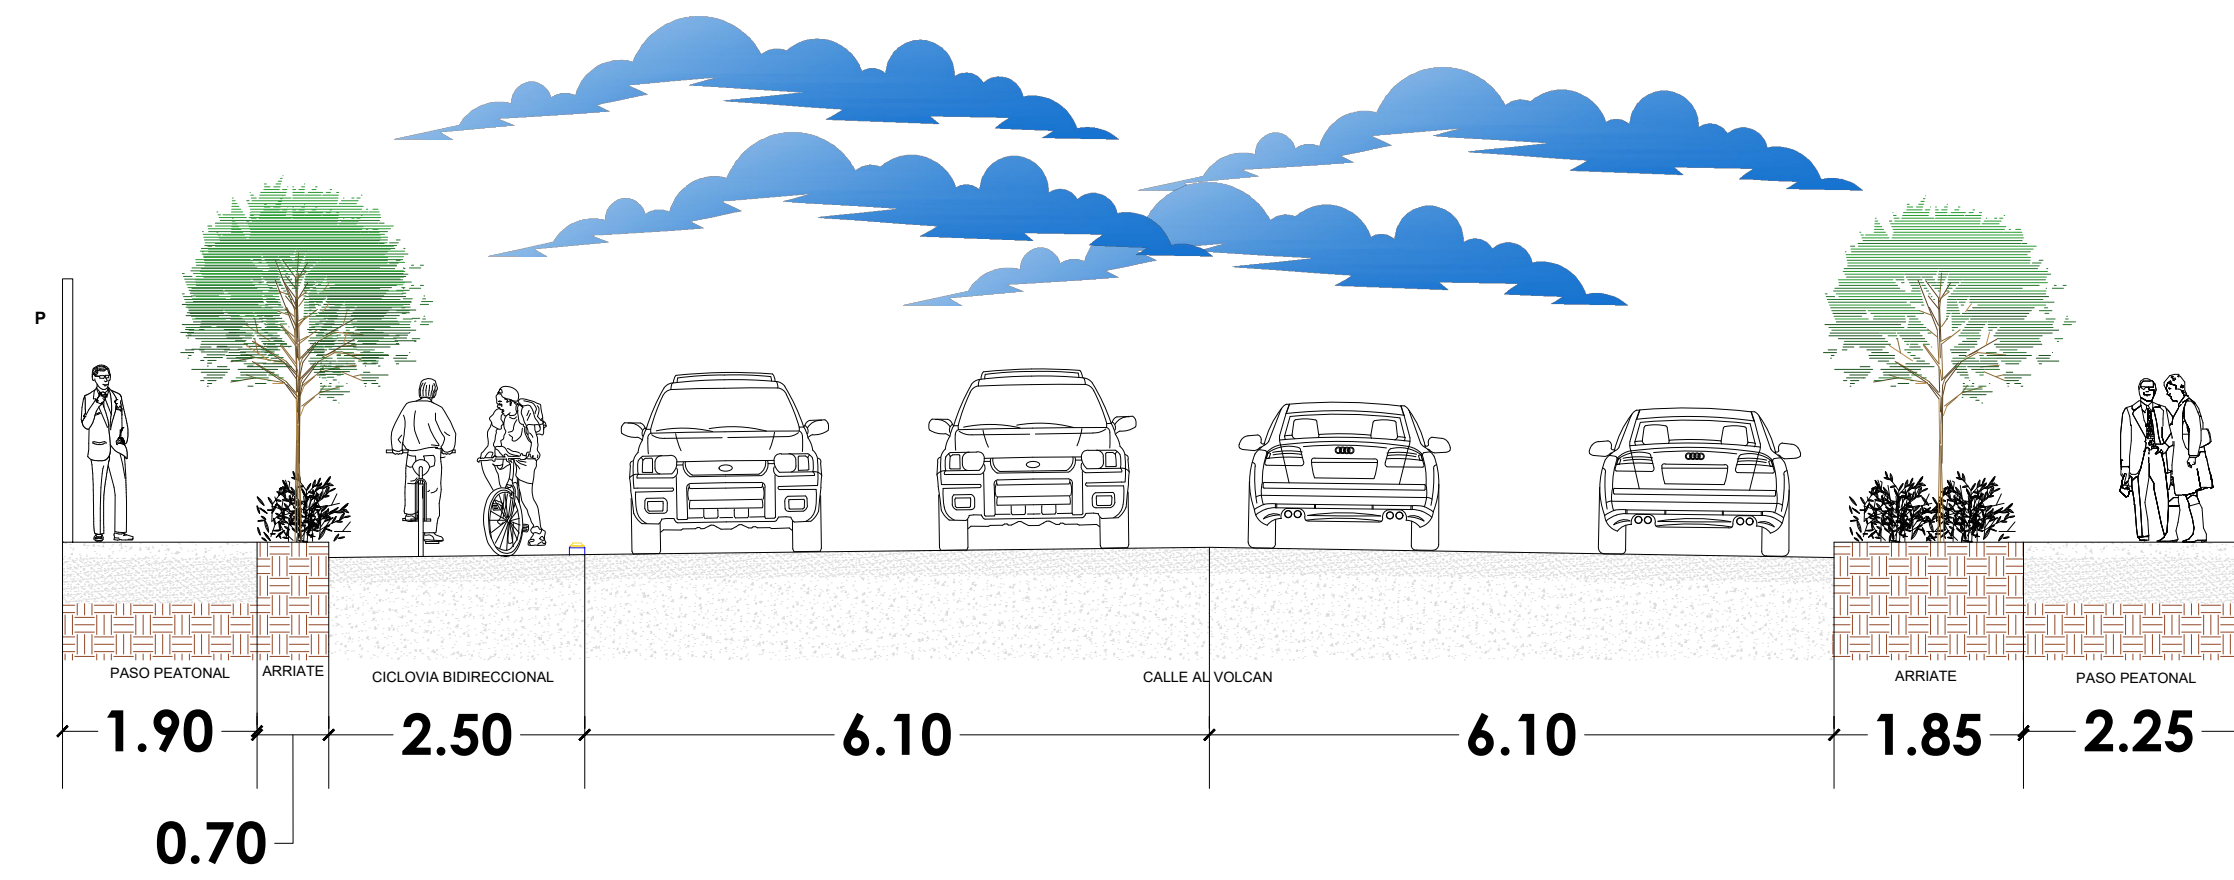 P
PASO PEATONAL
ARRIATE
CICLOVIA BIDIRECCIONAL
CALLE AL VOLCAN
ARRIATE
PASO PEATONAL
1.90
2.50
6.10
6.10
1.85
2.25
0.70